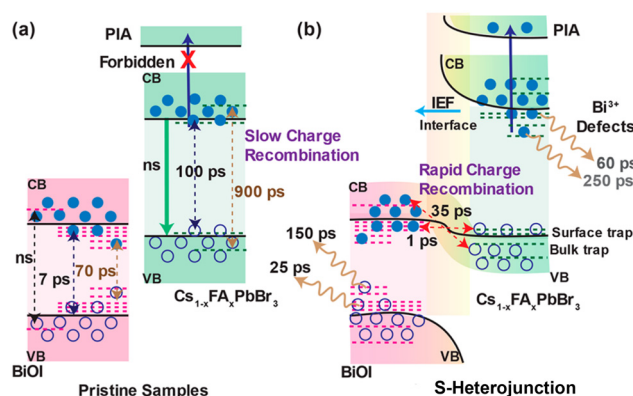 (a)
PIA
Forbidden
CB
ns
100 ps
900 ps
Slow Charge
Recombination
VB
Cs1-xFAxPbBr3
CB
ns
7 ps
70 ps
VB
BiOI
Pristine Samples
(b)
PIA
CB
IEF
Interface
Bi3+
Defects
60 ps
250 ps
Rapid Charge
Recombination
CB
35 ps
1 ps
150 ps
25 ps
Surface trap
Bulk trap
VB
Cs1-xFAxPbBr3
VB
BiOI
S-Heterojunction